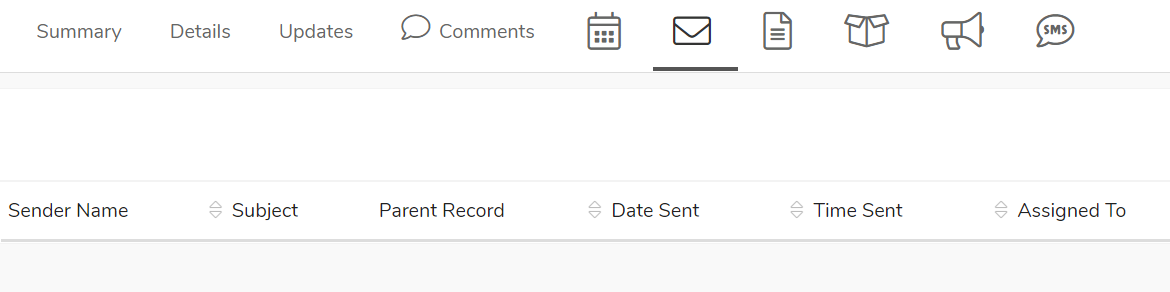 Summary Details Updates Comments SMS
Sender Name Subject Parent Record Date Sent Time Sent Assigned To